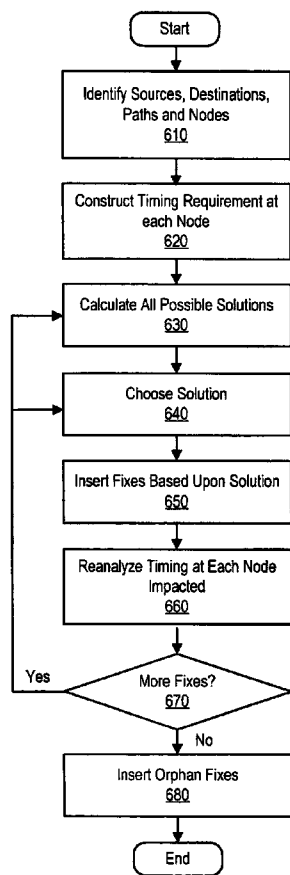 Start
Identify Sources, Destinations,
Paths and Nodes
610
Construct Timing Requirement at
each Node
620
Calculate All Possible Solutions
630
Choose Solution
640
Insert Fixes Based Upon Solution
650
Reanalyze Timing at Each Node
Impacted
660
Yes
More Fixes?
670
No
Insert Orphan Fixes
680
End